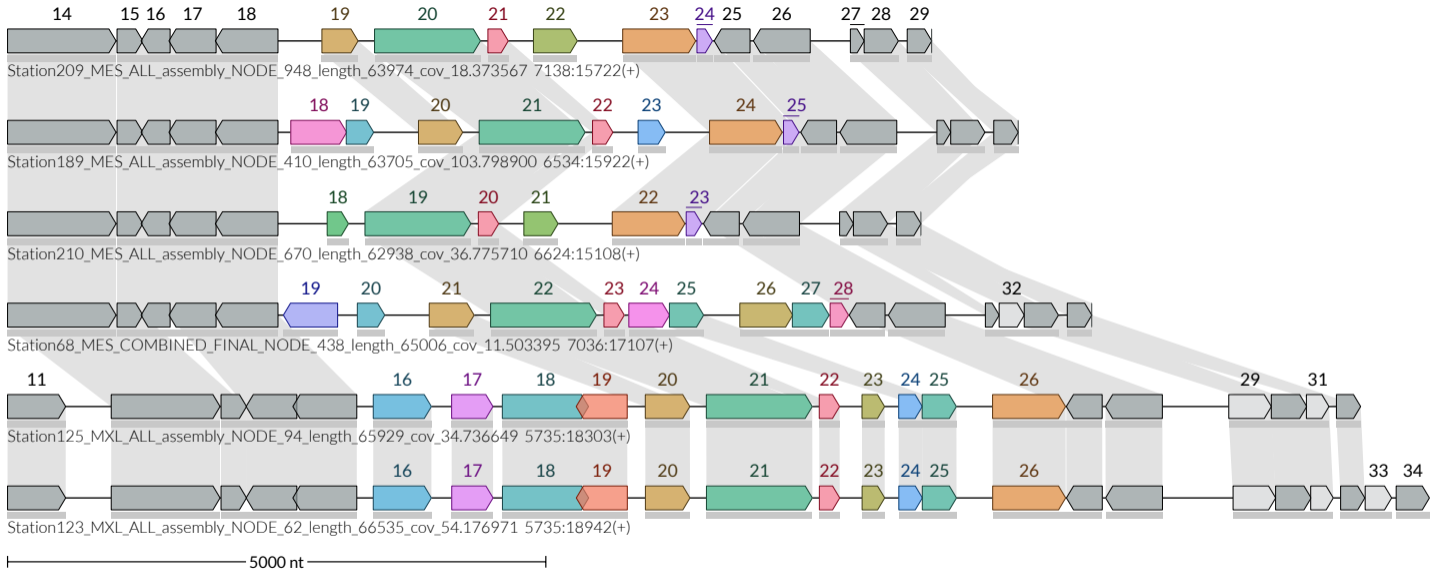 14 15 16 17 18 19 20 21 22 23 24 25 26 27 28 29
Station209_MES_ALL_assembly_NODE_948_length_63974_cov_18.373567 7138:15722(+)
18 19 20 21 22 23 24 25
Station189_MES_ALL_assembly_NODE_410_length_63705_cov_103.798900 6534:15922(+)
18 19 20 21 22 23
Station210_MES_ALL_assembly_NODE_670_length_62938_cov_36.775710 6624:15108(+)
19 20 21 22 23 24 25 26 27 28 32
Station68_MES_COMBINED_FINAL_NODE_438_length_65006_cov_11.503395 7036:17107(+)
11 16 17 18 19 20 21 22 23 24 25 26 29 31
Station125_MXL_ALL_assembly_NODE_94_length_65929_cov_34.736649 5735:18303(+)
16 17 18 19 20 21 22 23 24 25 26 33 34
Station123_MXL_ALL_assembly_NODE_62_length_66535_cov_54.176971 5735:18942(+)
5000 nt